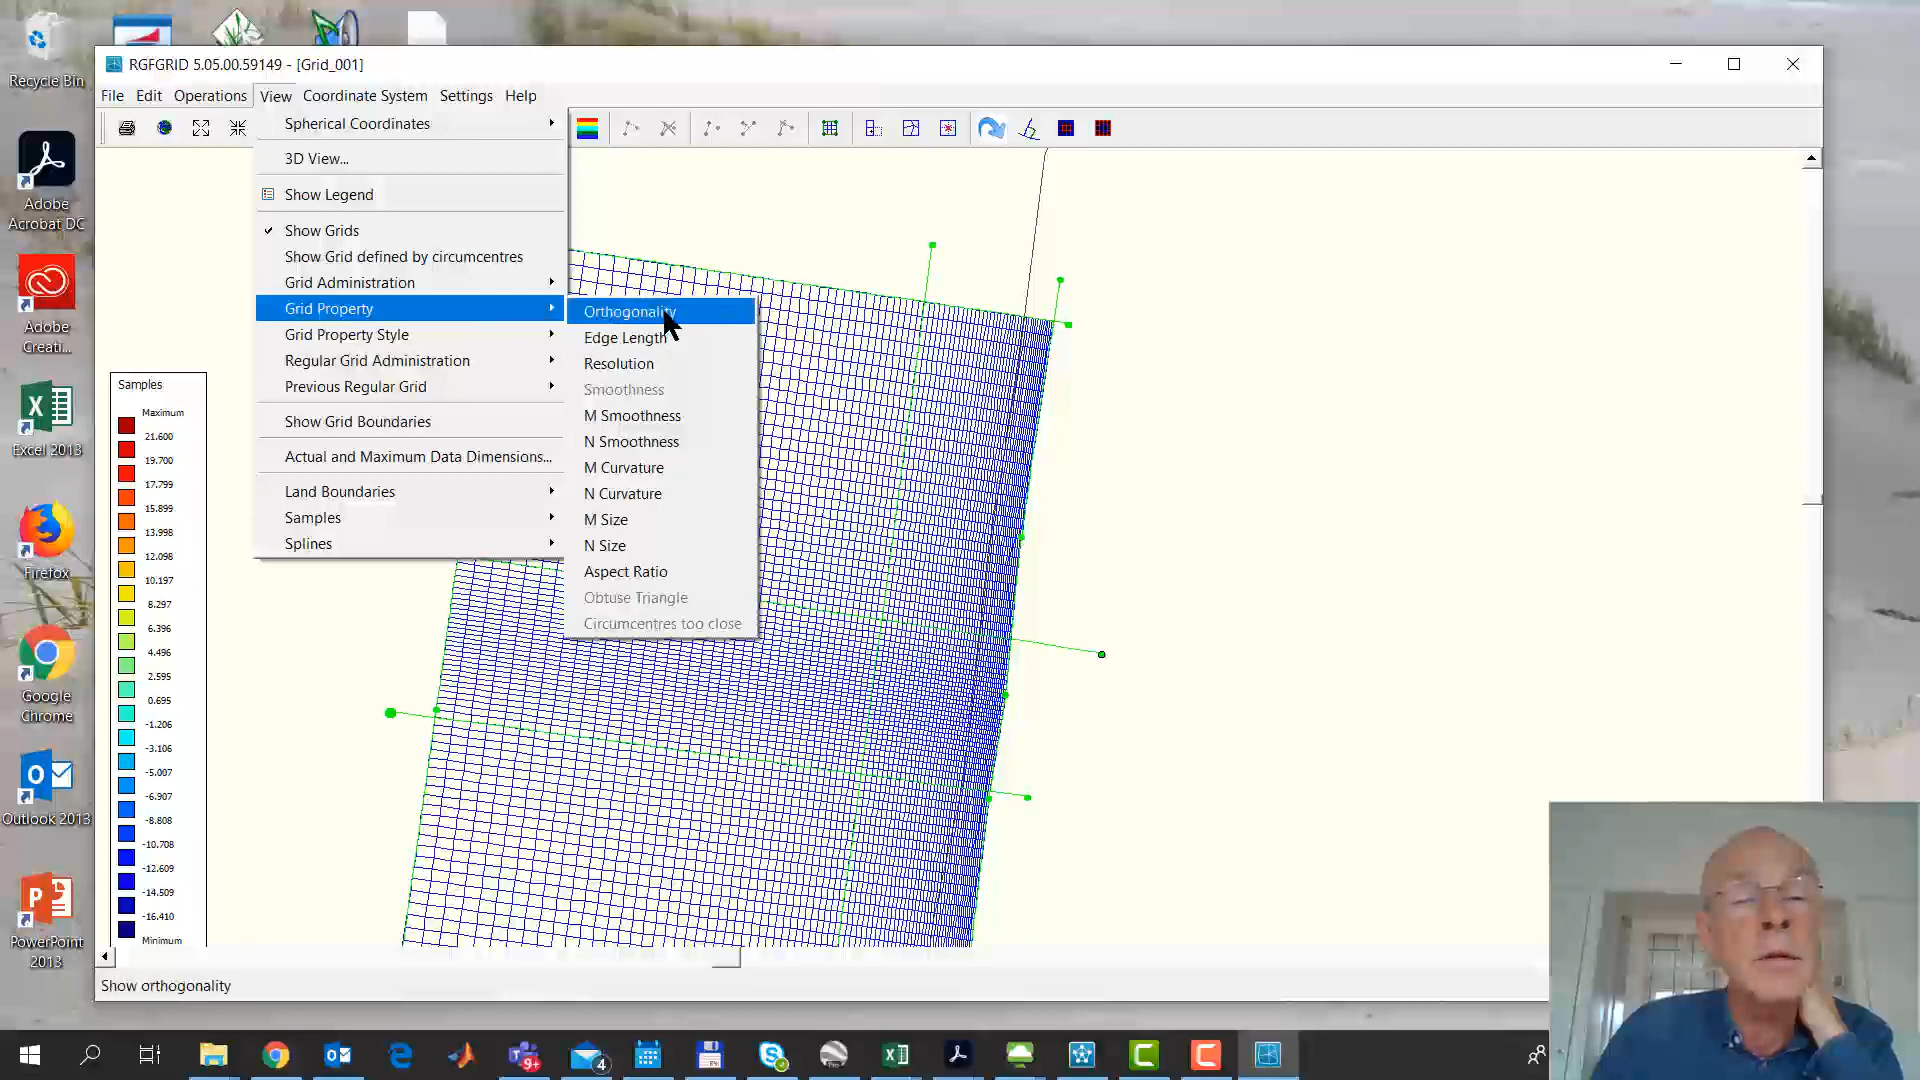 Recycle Bin
Adobe
Acrobat DC
Adobe
Creati...
Excel 2013
Firefox
Google
Chrome
Outlook 2013
PowerPoint
2013
RGFGRID 5.05.00.59149 - [Grid_001]
File Edit Operations View Coordinate System Settings Help
Spherical Coordinates
3D View...
Show Legend
Show Grids
Show Grid defined by circumcentres
Grid Administration
Grid Property
Grid Property Style
Regular Grid Administration
Previous Regular Grid
Show Grid Boundaries
Actual and Maximum Data Dimensions...
Land Boundaries
Samples
Splines
Orthogonality
Edge Length
Resolution
Smoothness
M Smoothness
N Smoothness
M Curvature
N Curvature
M Size
N Size
Aspect Ratio
Obtuse Triangle
Circumcentres too close
Samples
Maximum
21.600
19.700
17.799
15.899
13.998
12.098
10.197
8.297
6.396
4.496
2.595
0.695
-1.206
-3.106
-5.007
-6.907
-8.808
-10.708
-12.609
-14.509
-16.410
Minimum
Show orthogonality
9+
4